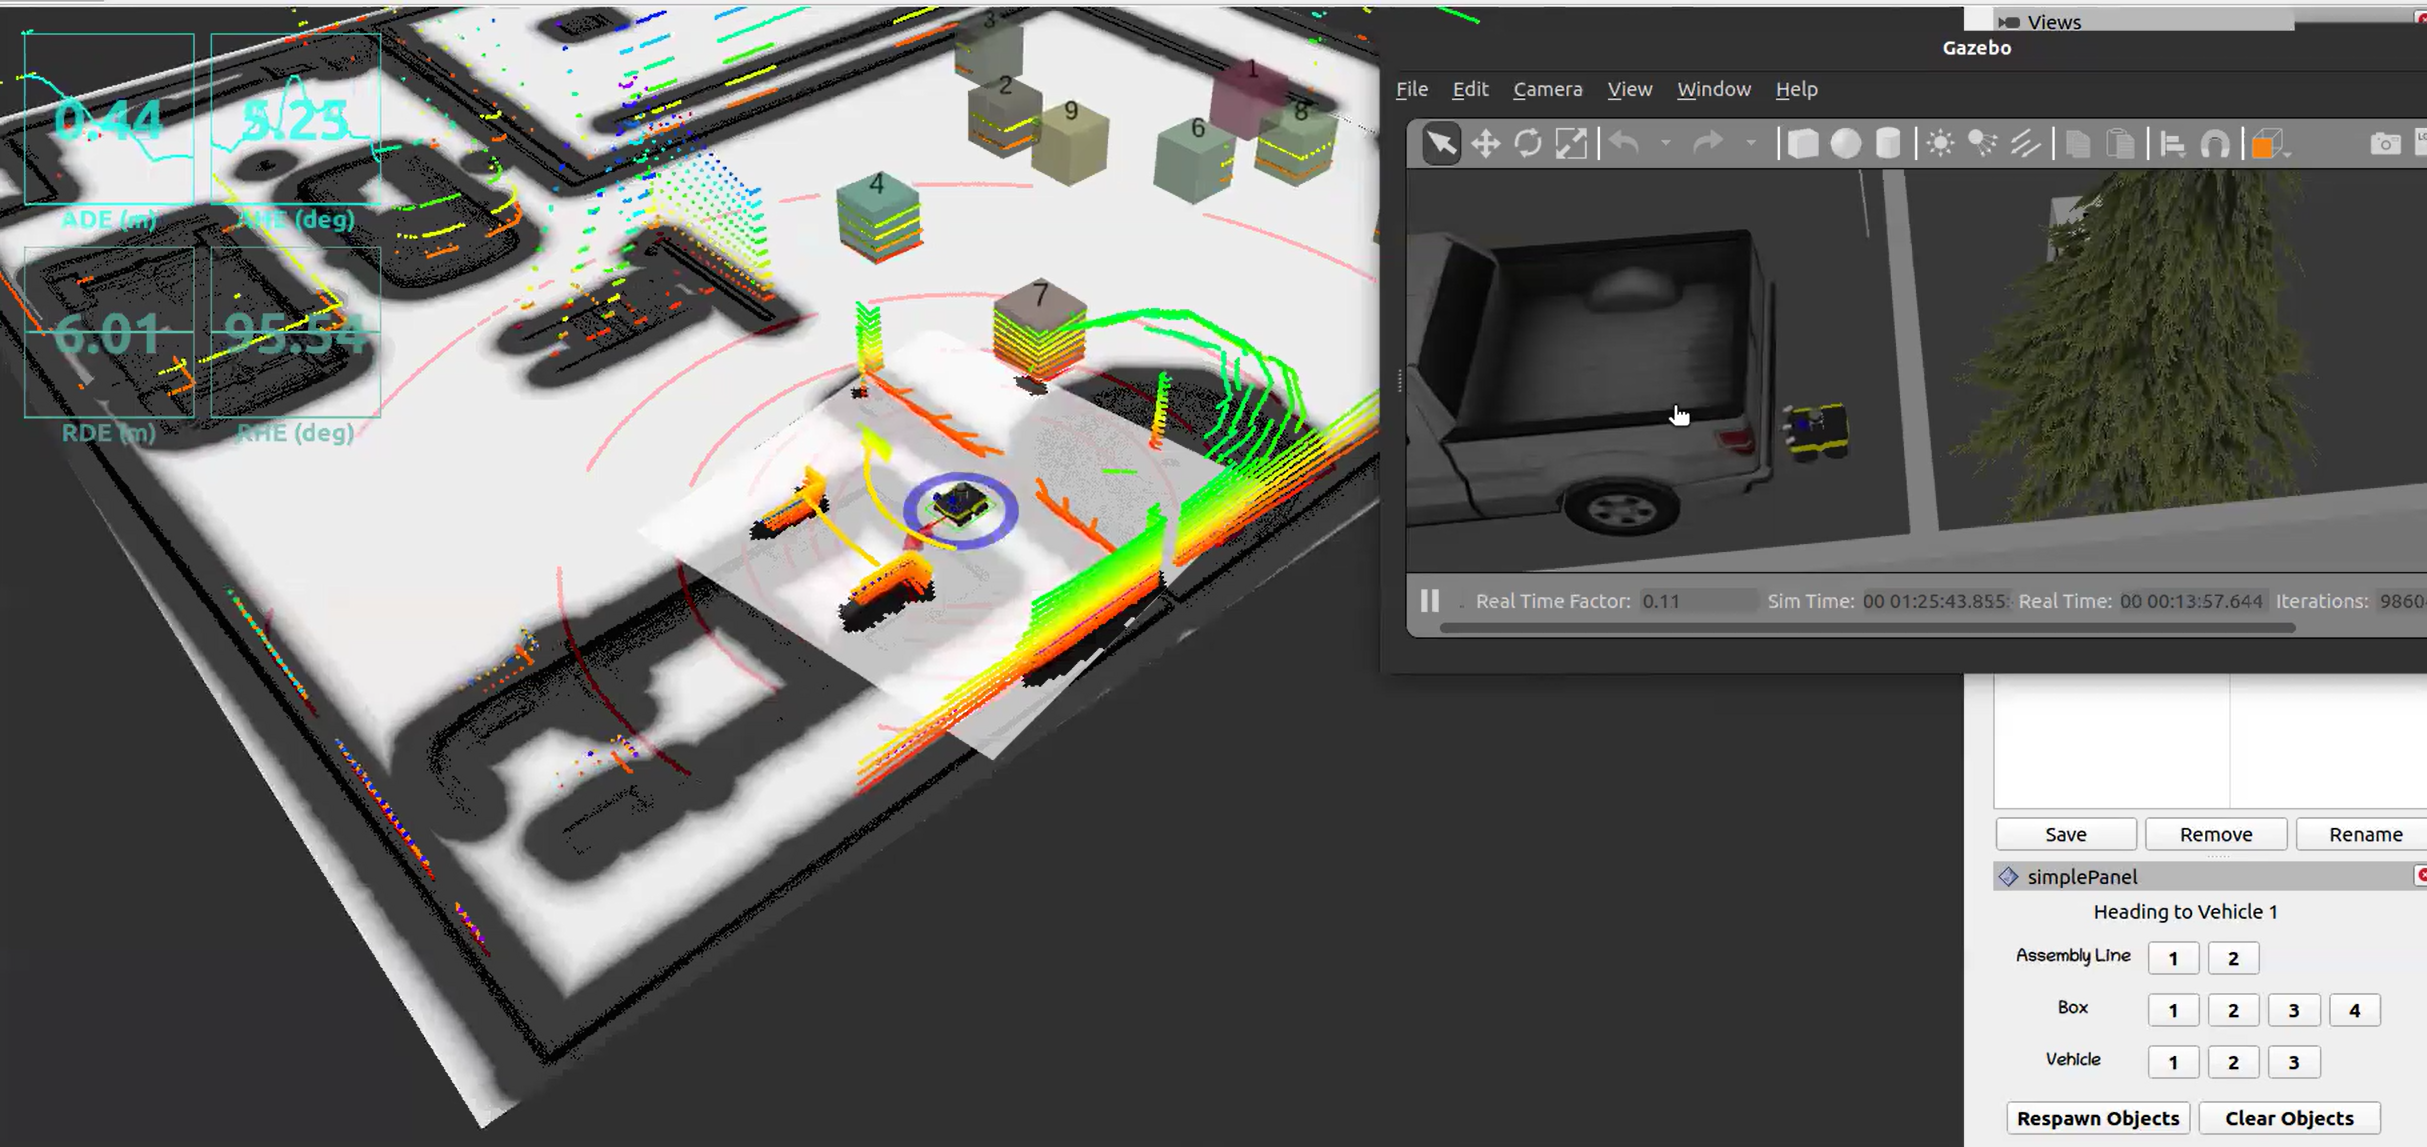 Views
Gazebo
File Edit Camera View Window Help
0.44 5.25
ADE (m) AHE (deg)
6.01 95.54
RDE (m) RHE (deg)
3
2
9
1
6
8
4
7
Real Time Factor: 0.11 Sim Time: 00 01:25:43.855 Real Time: 00 00:13:57.644 Iterations: 9860
Save Remove Rename
simplePanel
Heading to Vehicle 1
Assembly Line 1 2
Box 1 2 3 4
Vehicle 1 2 3
Respawn Objects Clear Objects